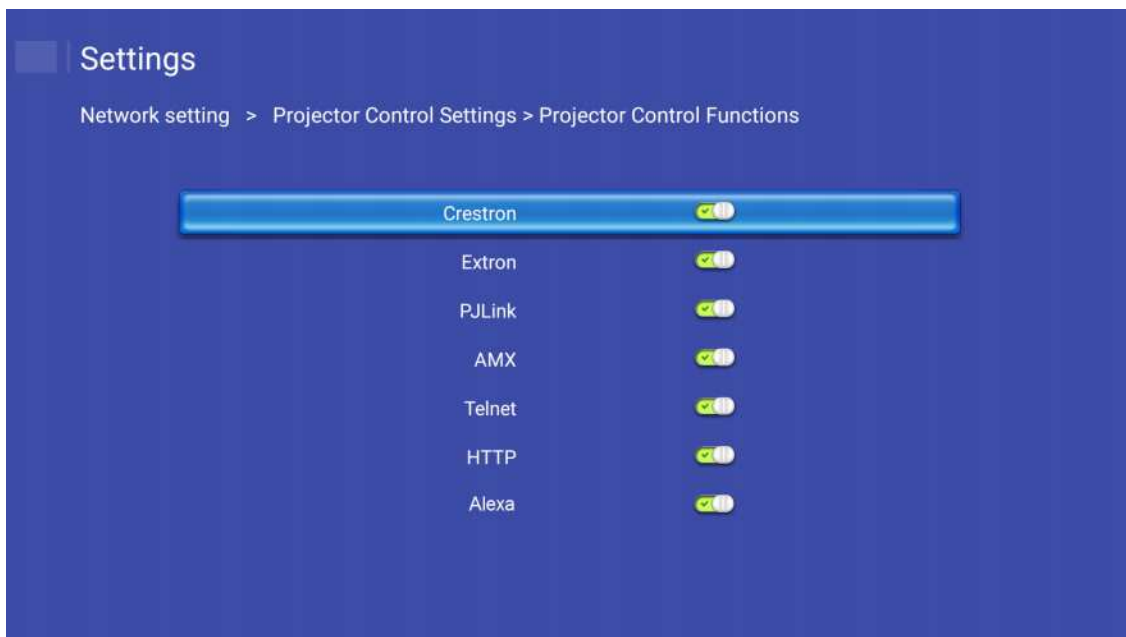 Settings
Network setting > Projector Control Settings > Projector Control Functions
Crestron
Extron
PJLink
AMX
Telnet
HTTP
Alexa